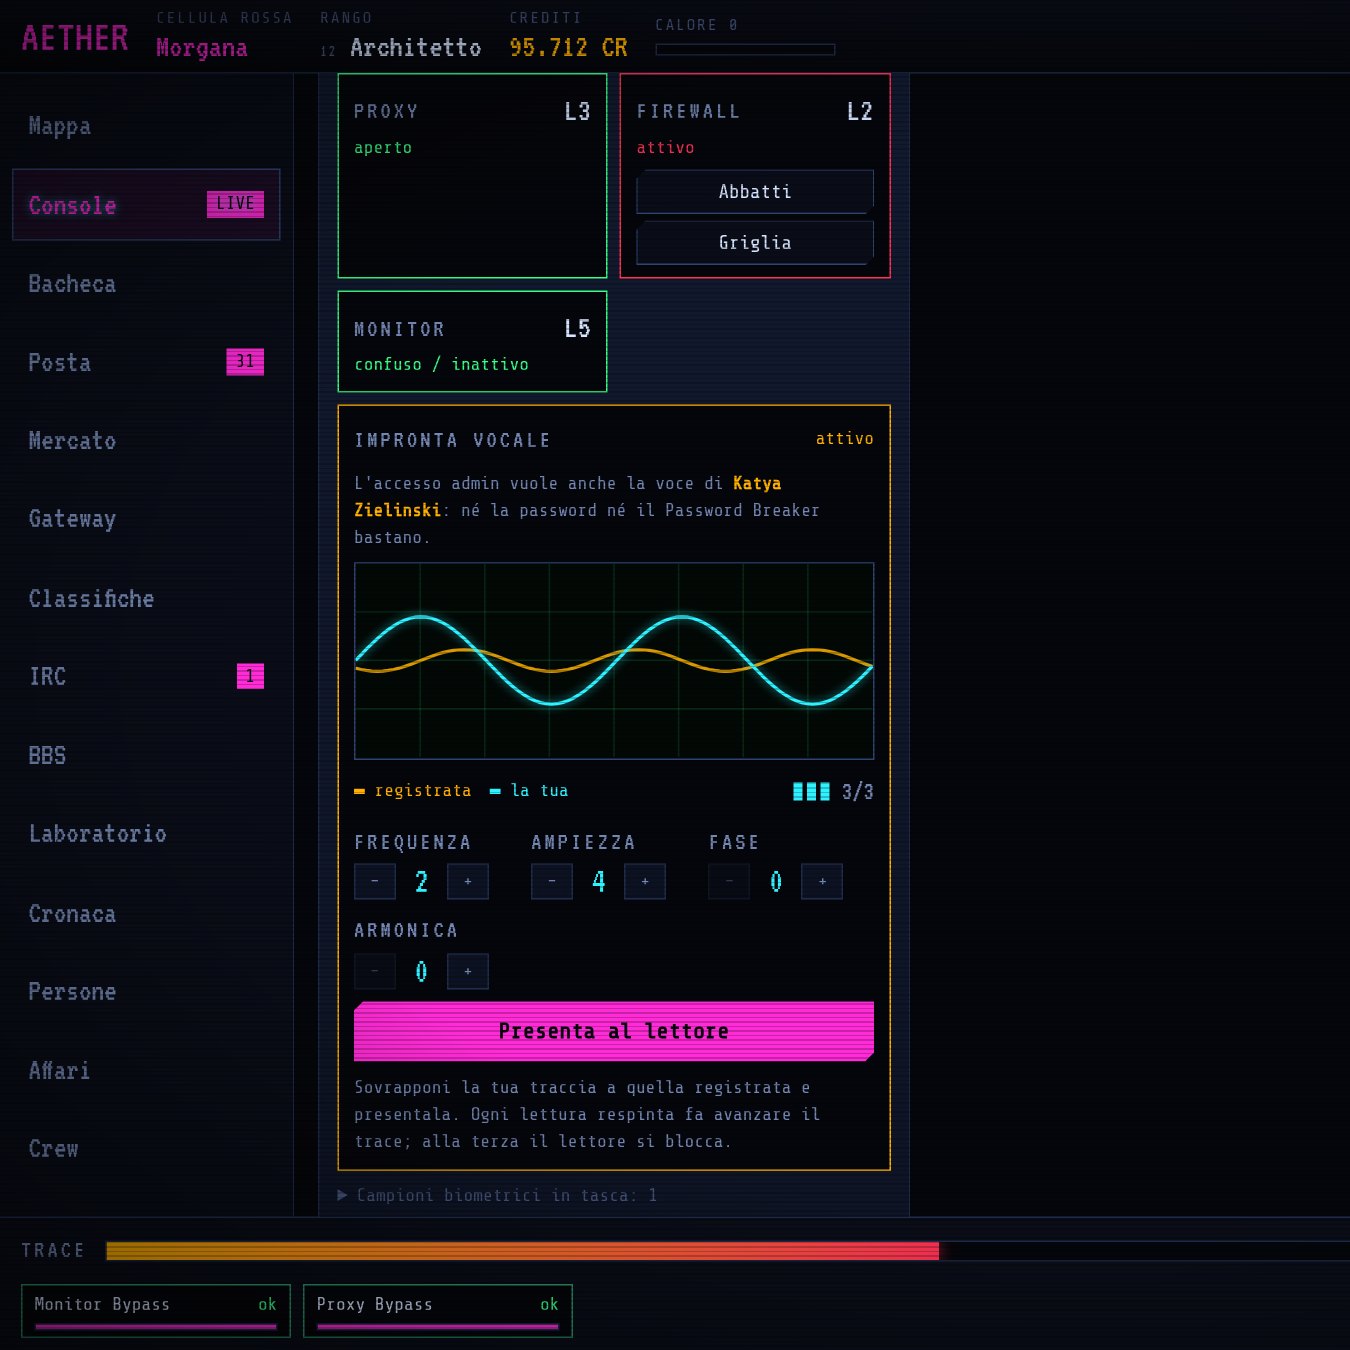 AETHER
CELLULA ROSSA
Morgana
RANGO
12 Architetto
CREDITI
95.712 CR
CALORE 0
Mappa
Console LIVE
Bacheca
Posta 31
Mercato
Gateway
Classifiche
IRC 1
BBS
Laboratorio
Cronaca
Persone
Affari
Crew
PROXY L3
aperto
FIREWALL L2
attivo
Abbatti
Griglia
MONITOR L5
confuso / inattivo
IMPRONTA VOCALE attivo
L'accesso admin vuole anche la voce di Katya
Zielinski: né la password né il Password Breaker
bastano.
registrata la tua 3/3
FREQUENZA AMPIEZZA FASE
- 2 + - 4 + - 0 +
ARMONICA
- 0 +
Presenta al lettore
Sovrapponi la tua traccia a quella registrata e
presentala. Ogni lettura respinta fa avanzare il
trace; alla terza il lettore si blocca.
▶ Campioni biometrici in tasca: 1
TRACE
Monitor Bypass ok
Proxy Bypass ok